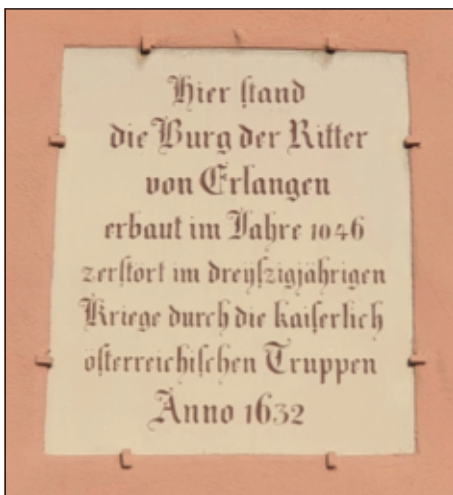 Hier ſtand
die Burg der Ritter
von Erlangen
erbaut im Jahre 1046
zerſtört im dreyſzigjährigen
Kriege durch die kaiſerlich
öſterreichiſchen Truppen
Anno 1632